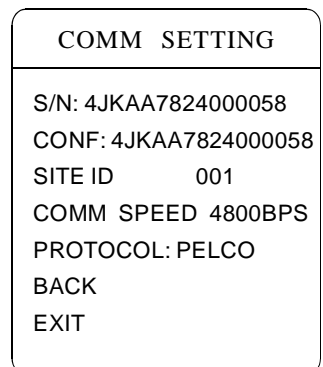 COMM SETTING
S/N: 4JKAA7824000058
CONF: 4JKAA7824000058
SITE ID 001
COMM SPEED 4800BPS
PROTOCOL: PELCO
BACK
EXIT